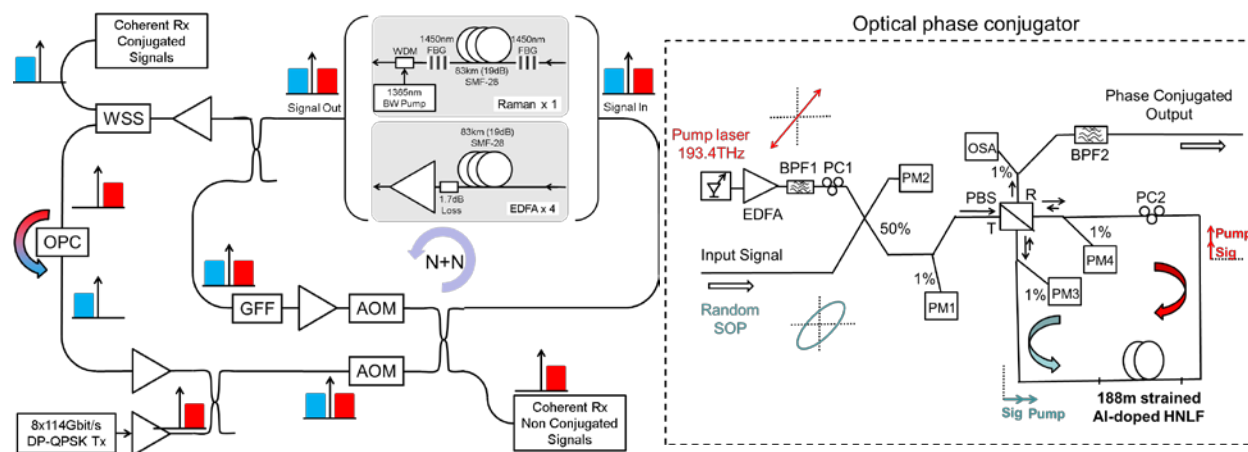 Coherent Rx
Conjugated
Signals
WSS
OPC
8x114Gbit/s
DP-QPSK Tx
GFF
AOM
AOM
N+N
Coherent Rx
Non Conjugated
Signals
Signal Out
Signal In
1450nm
FBG
1450nm
FBG
WDM
83km (19dB)
SMF-28
1365nm
BW Pump
Raman x 1
83km (19dB)
SMF-28
1.7dB
Loss
EDFA x 4
Optical phase conjugator
Pump laser
193.4THz
BPF1
PC1
EDFA
PM2
Input Signal
50%
1%
PM1
Random
SOP
OSA
1%
BPF2
Phase Conjugated
Output
PBS
R
T
PC2
1%
PM4
1%
PM3
Pump
Sig
Sig Pump
188m strained
Al-doped HNLF